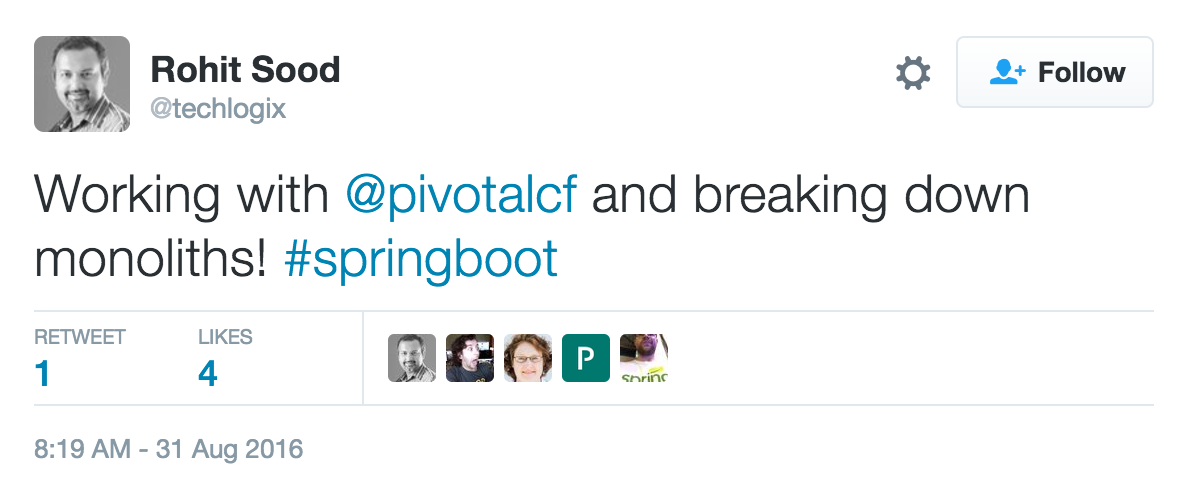 Rohit Sood
@techlogix
Follow
Working with @pivotalcf and breaking down
monoliths! #springboot
RETWEET LIKES
1 4
P
spring
8:19 AM - 31 Aug 2016